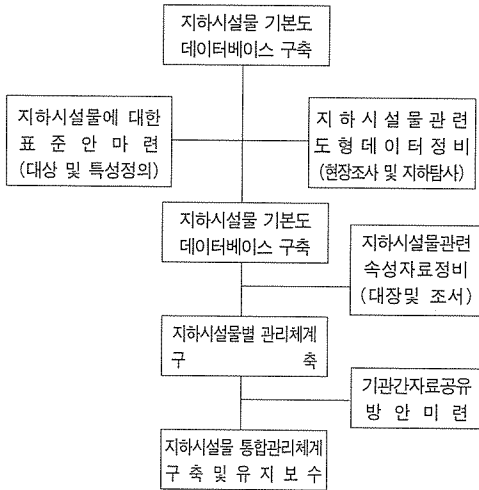 지하시설물 기본도
데이터베이스 구축
지하시설물에 대한
표 준 안 마 련
(대상 및 특성정의)
지 하 시 설 물 관 련
도 형 데 이 터 정 비
(현장조사 및 지하탐사)
지하시설물 기본도
데이터베이스 구축
지하시설물관련
속성자료정비
(대장및 조서)
지하시설물별 관리체계
구 축
기관간자료공유
방 안 미 련
지하시설물 통합관리체계
구 축 및 유 지 보 수